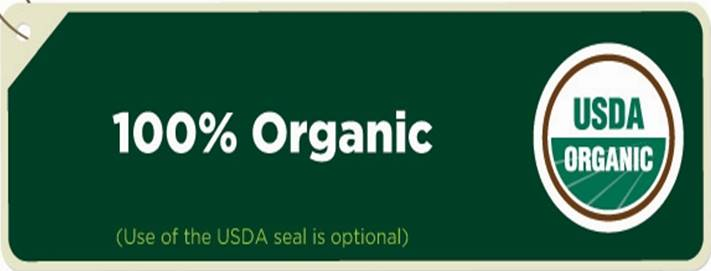 100% Organic
USDA
ORGANIC
(Use of the USDA seal is optional)